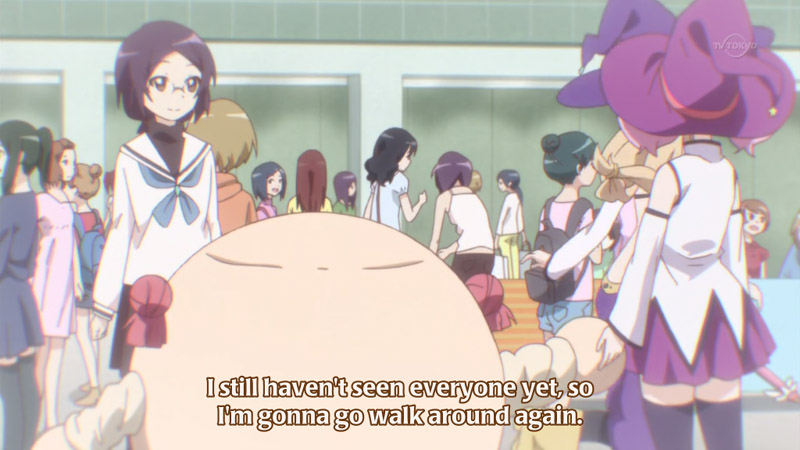 TV TOKYO
I still haven't seen everyone yet, so
I'm gonna go walk around again.